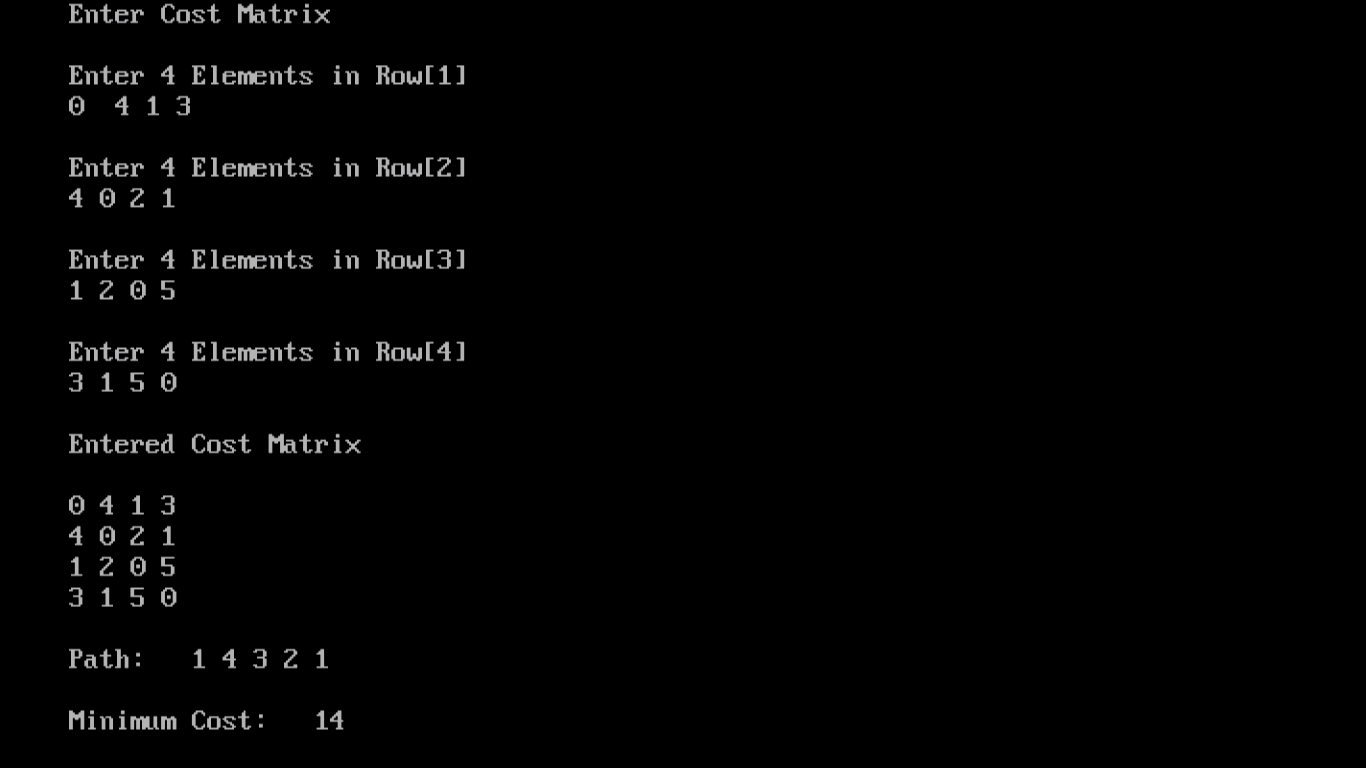 Enter Cost Matrix
Enter 4 Elements in Row[1]
0  4 1 3
Enter 4 Elements in Row[2]
4 0 2 1
Enter 4 Elements in Row[3]
1 2 0 5
Enter 4 Elements in Row[4]
3 1 5 0
Entered Cost Matrix
0 4 1 3
4 0 2 1
1 2 0 5
3 1 5 0
Path:   1 4 3 2 1
Minimum Cost:   14